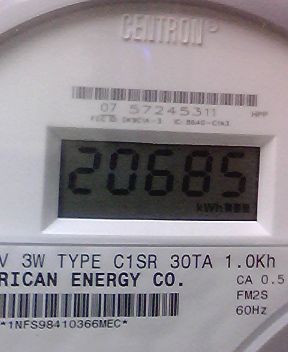 CENTRON®
07 57245311 HPP
20685
kWh
V 3W TYPE C1SR 30TA 1.0Kh
RICAN ENERGY CO. CA 0.5
FM2S
60Hz
*1NFS98410366MEC*